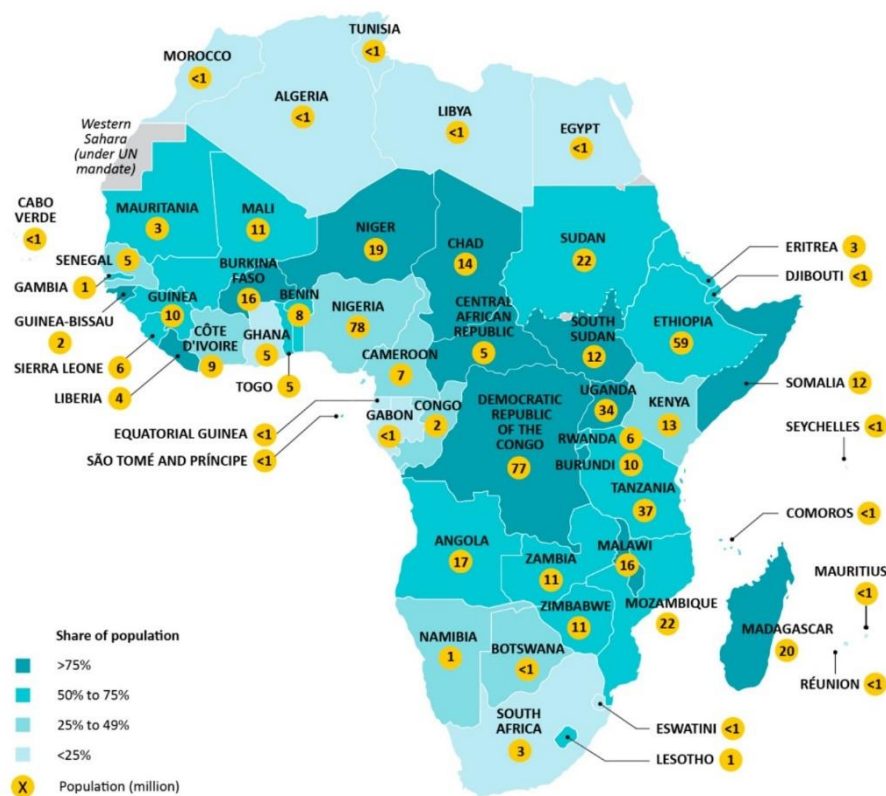 TUNISIA
<1
MOROCCO
<1
ALGERIA
<1
LIBYA
<1
EGYPT
<1
Western
Sahara
(under UN
mandate)
CABO
VERDE
<1
MAURITANIA
3
MALI
11
NIGER
19
CHAD
14
SUDAN
22
ERITREA 3
DJIBOUTI <1
SENEGAL 5
GAMBIA 1
GUINEA-BISSAU
2
GUINEA
10
BURKINA
FASO
16
BENIN
8
NIGERIA
78
CENTRAL
AFRICAN
REPUBLIC
5
SOUTH
SUDAN
12
ETHIOPIA
59
SIERRA LEONE 6
LIBERIA 4
CÔTE
D'IVOIRE
9
GHANA
5
TOGO 5
CAMEROON
7
SOMALIA 12
EQUATORIAL GUINEA <1
SÃO TOMÉ AND PRÍNCIPE <1
GABON
<1
CONGO
2
DEMOCRATIC
REPUBLIC
OF THE
CONGO
77
UGANDA
34
KENYA
13
RWANDA 6
BURUNDI 10
TANZANIA
37
SEYCHELLES
<1
COMOROS <1
ANGOLA
17
ZAMBIA
11
MALAWI
16
MAURITIUS
<1
ZIMBABWE
11
MOZAMBIQUE
22
MADAGASCAR
20
RÉUNION <1
NAMIBIA
1
BOTSWANA
<1
SOUTH
AFRICA
3
ESWATINI <1
LESOTHO 1
Share of population
>75%
50% to 75%
25% to 49%
<25%
X Population (million)